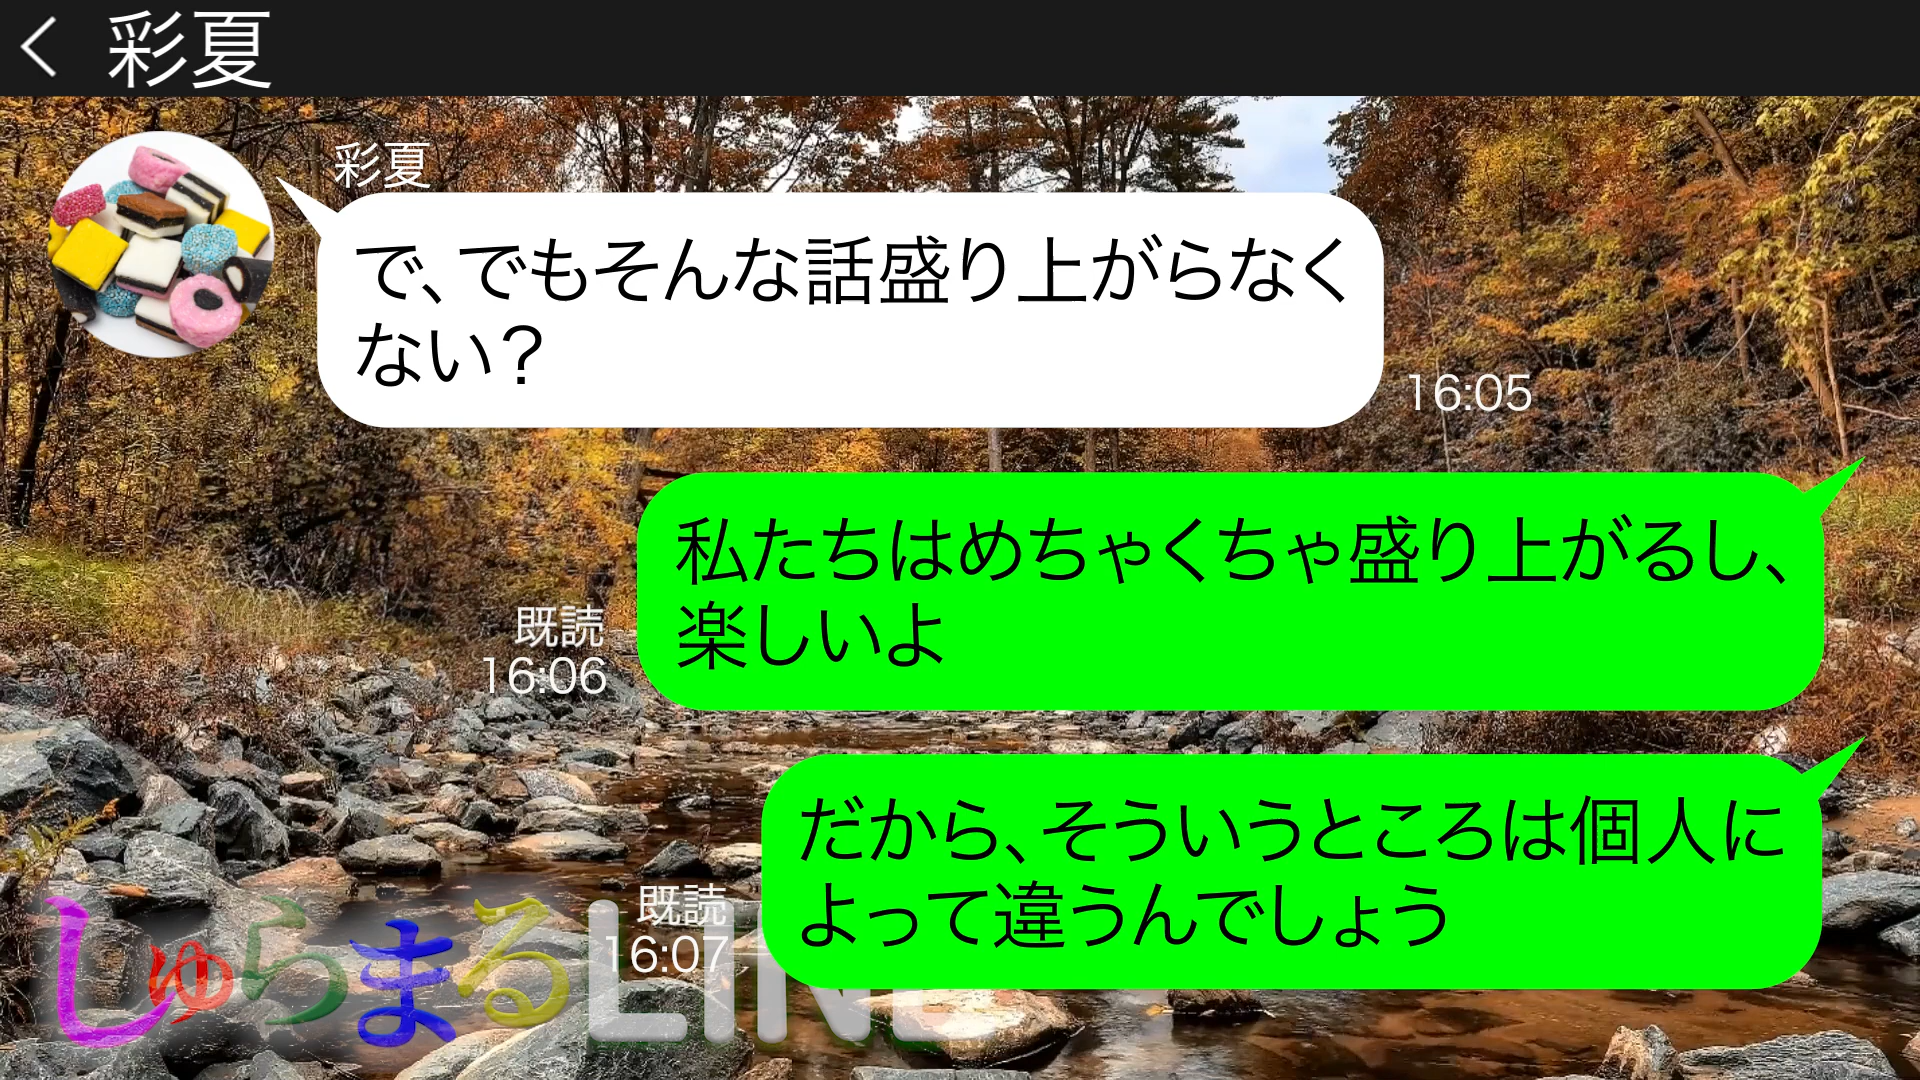 彩夏
彩夏
で、でもそんな話盛り上がらなく
ない？
16:05
私たちはめちゃくちゃ盛り上がるし、
楽しいよ
既読
16:06
だから、そういうところは個人に
よって違うんでしょう
既読
16:07
しゅらまるLINE